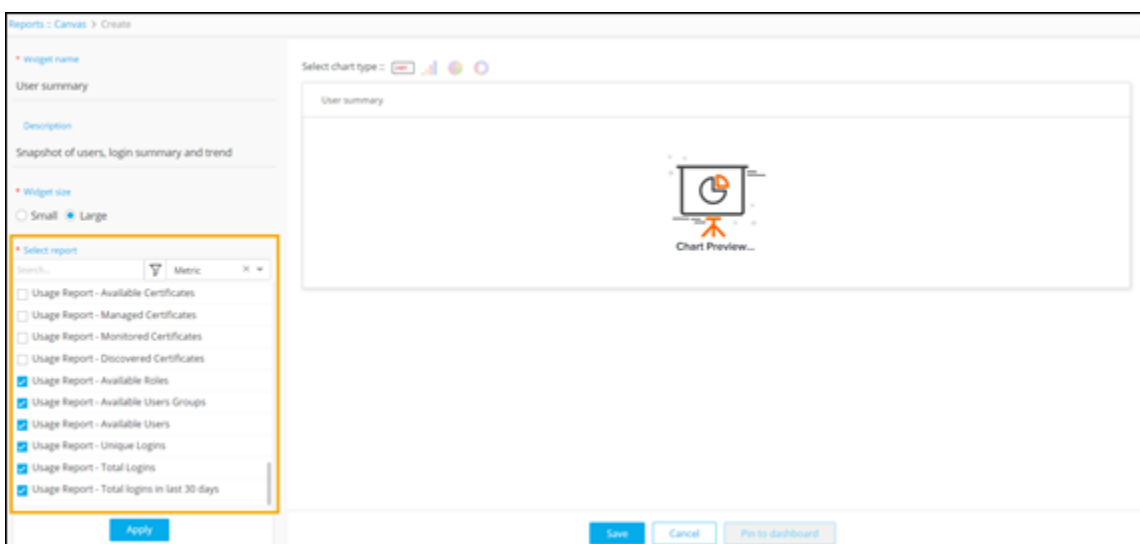 Reports :: Canvas > Create
* Widget name
User summary
Description
Snapshot of users, login summary and trend
* Widget size
Small Large
* Select report
Search... Metric
Usage Report - Available Certificates
Usage Report - Managed Certificates
Usage Report - Monitored Certificates
Usage Report - Discovered Certificates
Usage Report - Available Roles
Usage Report - Available Users Groups
Usage Report - Available Users
Usage Report - Unique Logins
Usage Report - Total Logins
Usage Report - Total logins in last 30 days
Apply
Select chart type ::
User summary
Chart Preview...
Save Cancel Pin to dashboard